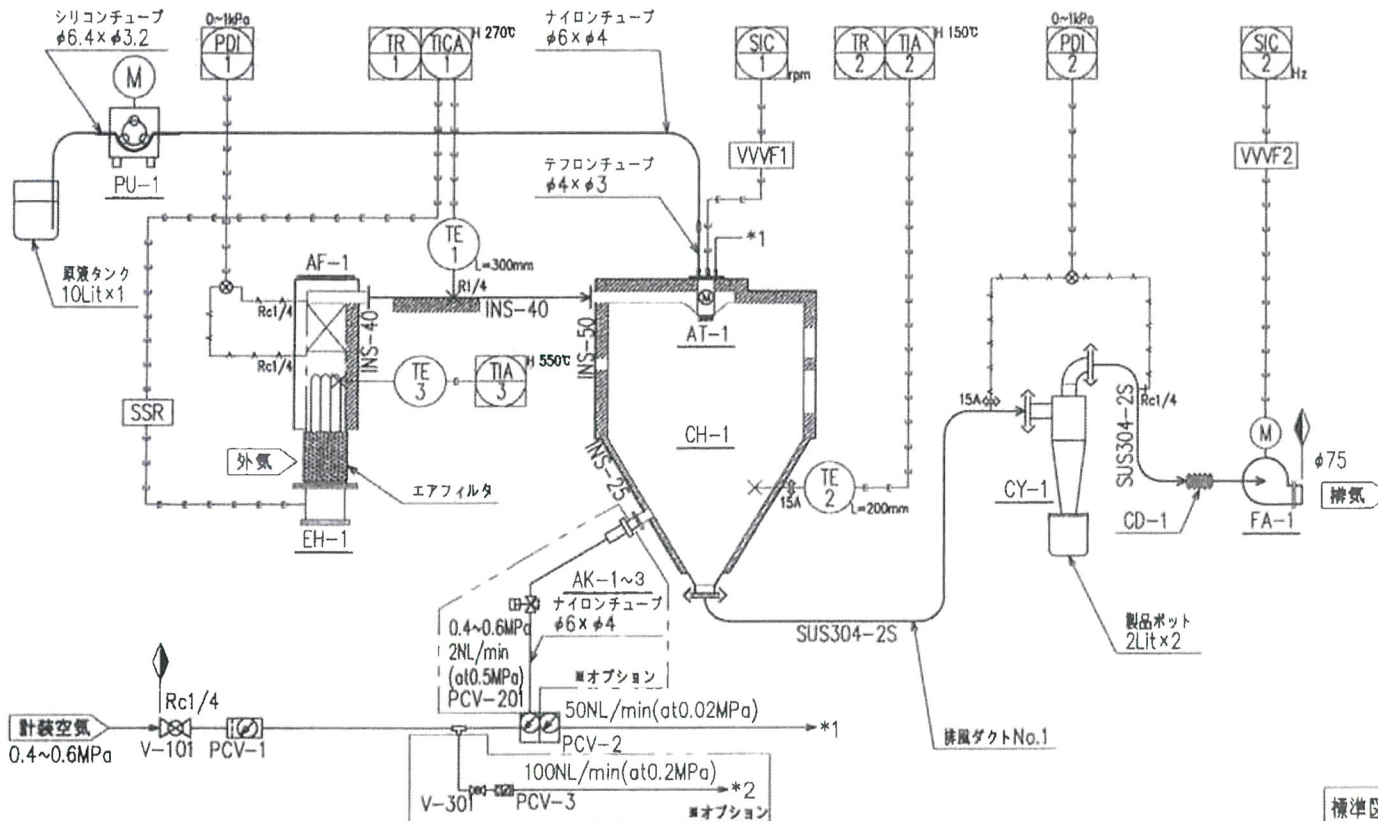 シリコンチューブ
φ6.4×φ3.2
M
PU-1
原液タンク
10Lit×1
0~1kPa
PDI
1
TR
1
TICA
1
H 270℃
ナイロンチューブ
φ6×φ4
SIC
1
rpm
TR
2
TIA
2
H 150℃
0~1kPa
PDI
2
SIC
2
Hz
VVVF1
VVVF2
テフロンチューブ
φ4×φ3
*1
TE
1
L=300mm
R1/4
AF-1
Rc1/4
Rc1/4
INS-40
INS-40
INS-50
M
AT-1
TE
3
TIA
3
H 550℃
SSR
外気
エアフィルタ
EH-1
CH-1
INS-25
15A
TE
2
L=200mm
15A
Rc1/4
SUS304-2S
CY-1
CD-1
M
FA-1
φ75
排気
製品ポット
2Lit×2
AK-1~3
ナイロンチューブ
φ6×φ4
0.4~0.6MPa
2NL/min
(at0.5MPa)
PCV-201
■オプション
SUS304-2S
排風ダクトNo.1
計装空気
0.4~0.6MPa
Rc1/4
V-101
PCV-1
50NL/min(at0.02MPa)
*1
PCV-2
100NL/min(at0.2MPa)
*2
V-301
PCV-3
■オプション
標準図